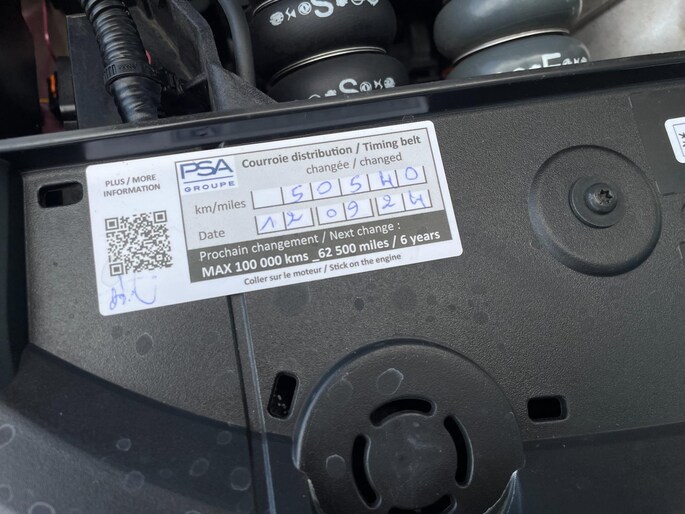 PLUS / MORE
INFORMATION
PSA
GROUPE
Courroie distribution / Timing belt
changée / changed
km/miles 50540
Date 12 09 24
Prochain changement / Next change :
MAX 100 000 kms _62 500 miles / 6 years
Coller sur le moteur / Stick on the engine